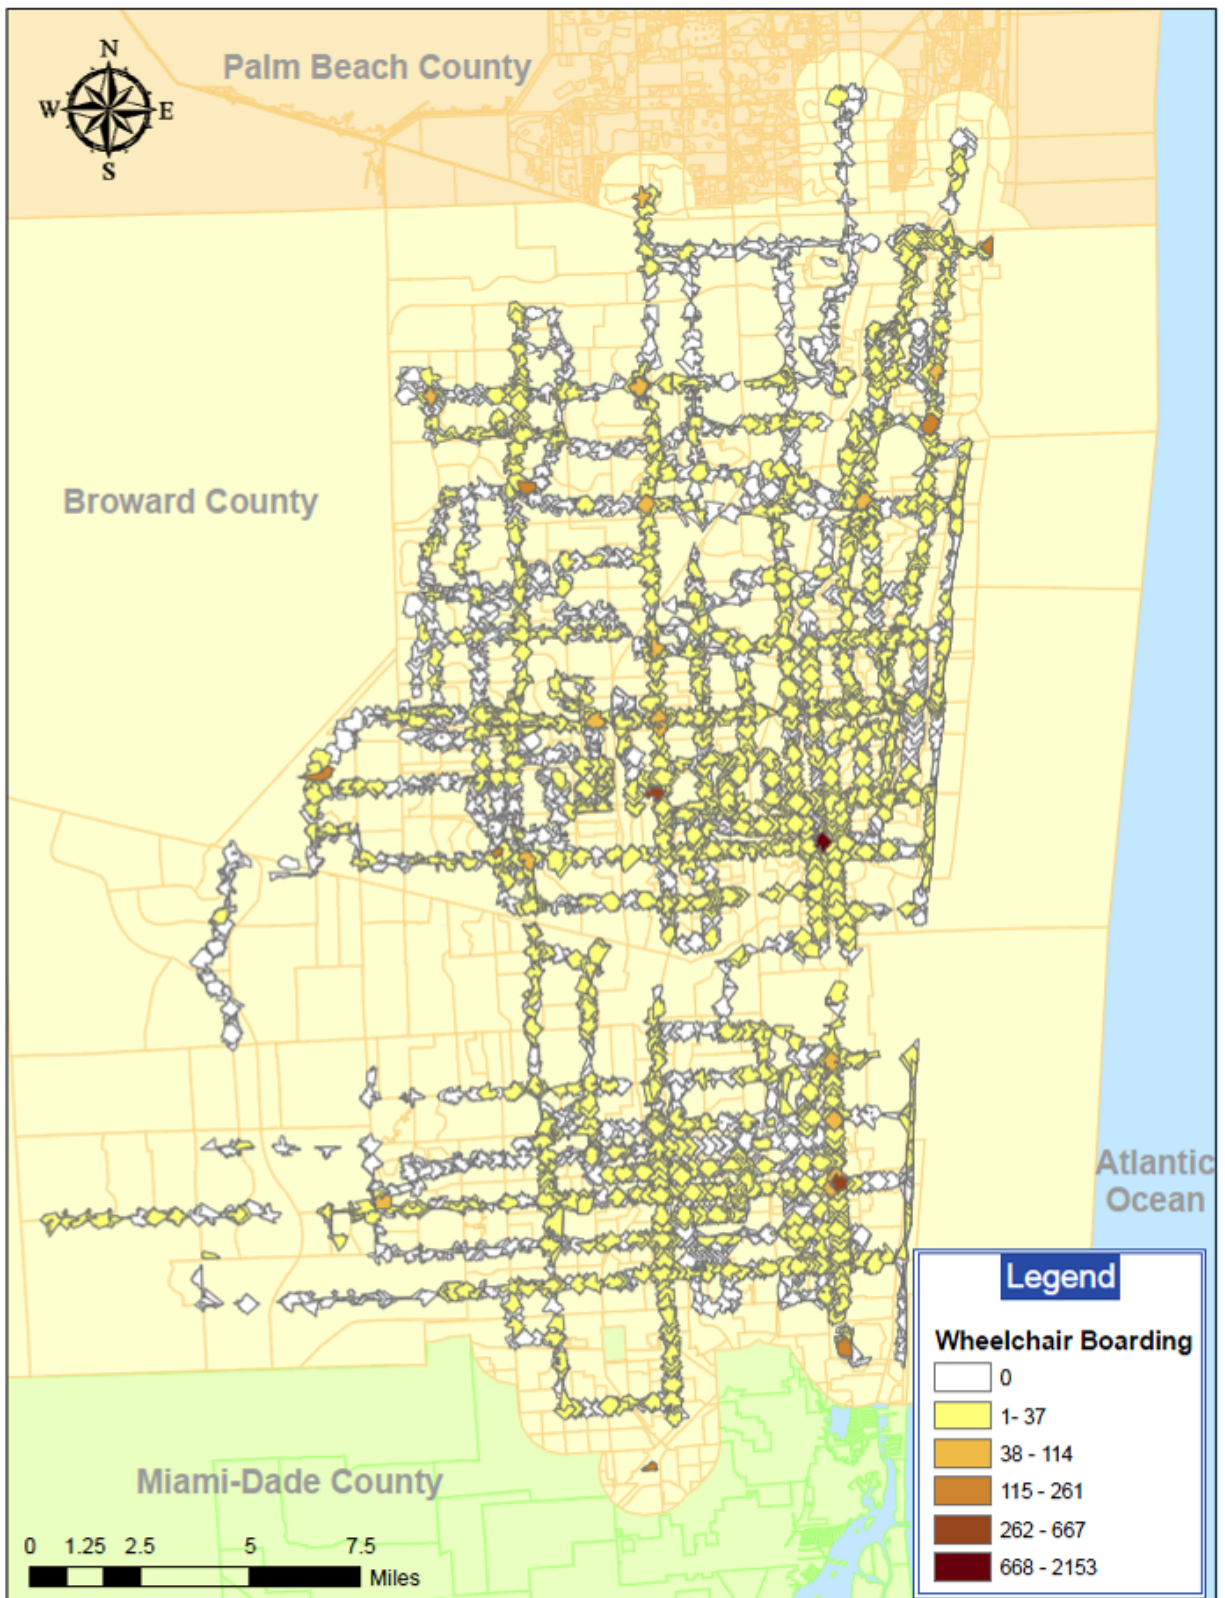 N
Palm Beach County
W E
S
Broward County
Atlantic
Ocean
Legend
Wheelchair Boarding
0
1- 37
38 - 114
115 - 261
262 - 667
668 - 2153
Miami-Dade County
0 1.25 2.5 5 7.5
Miles